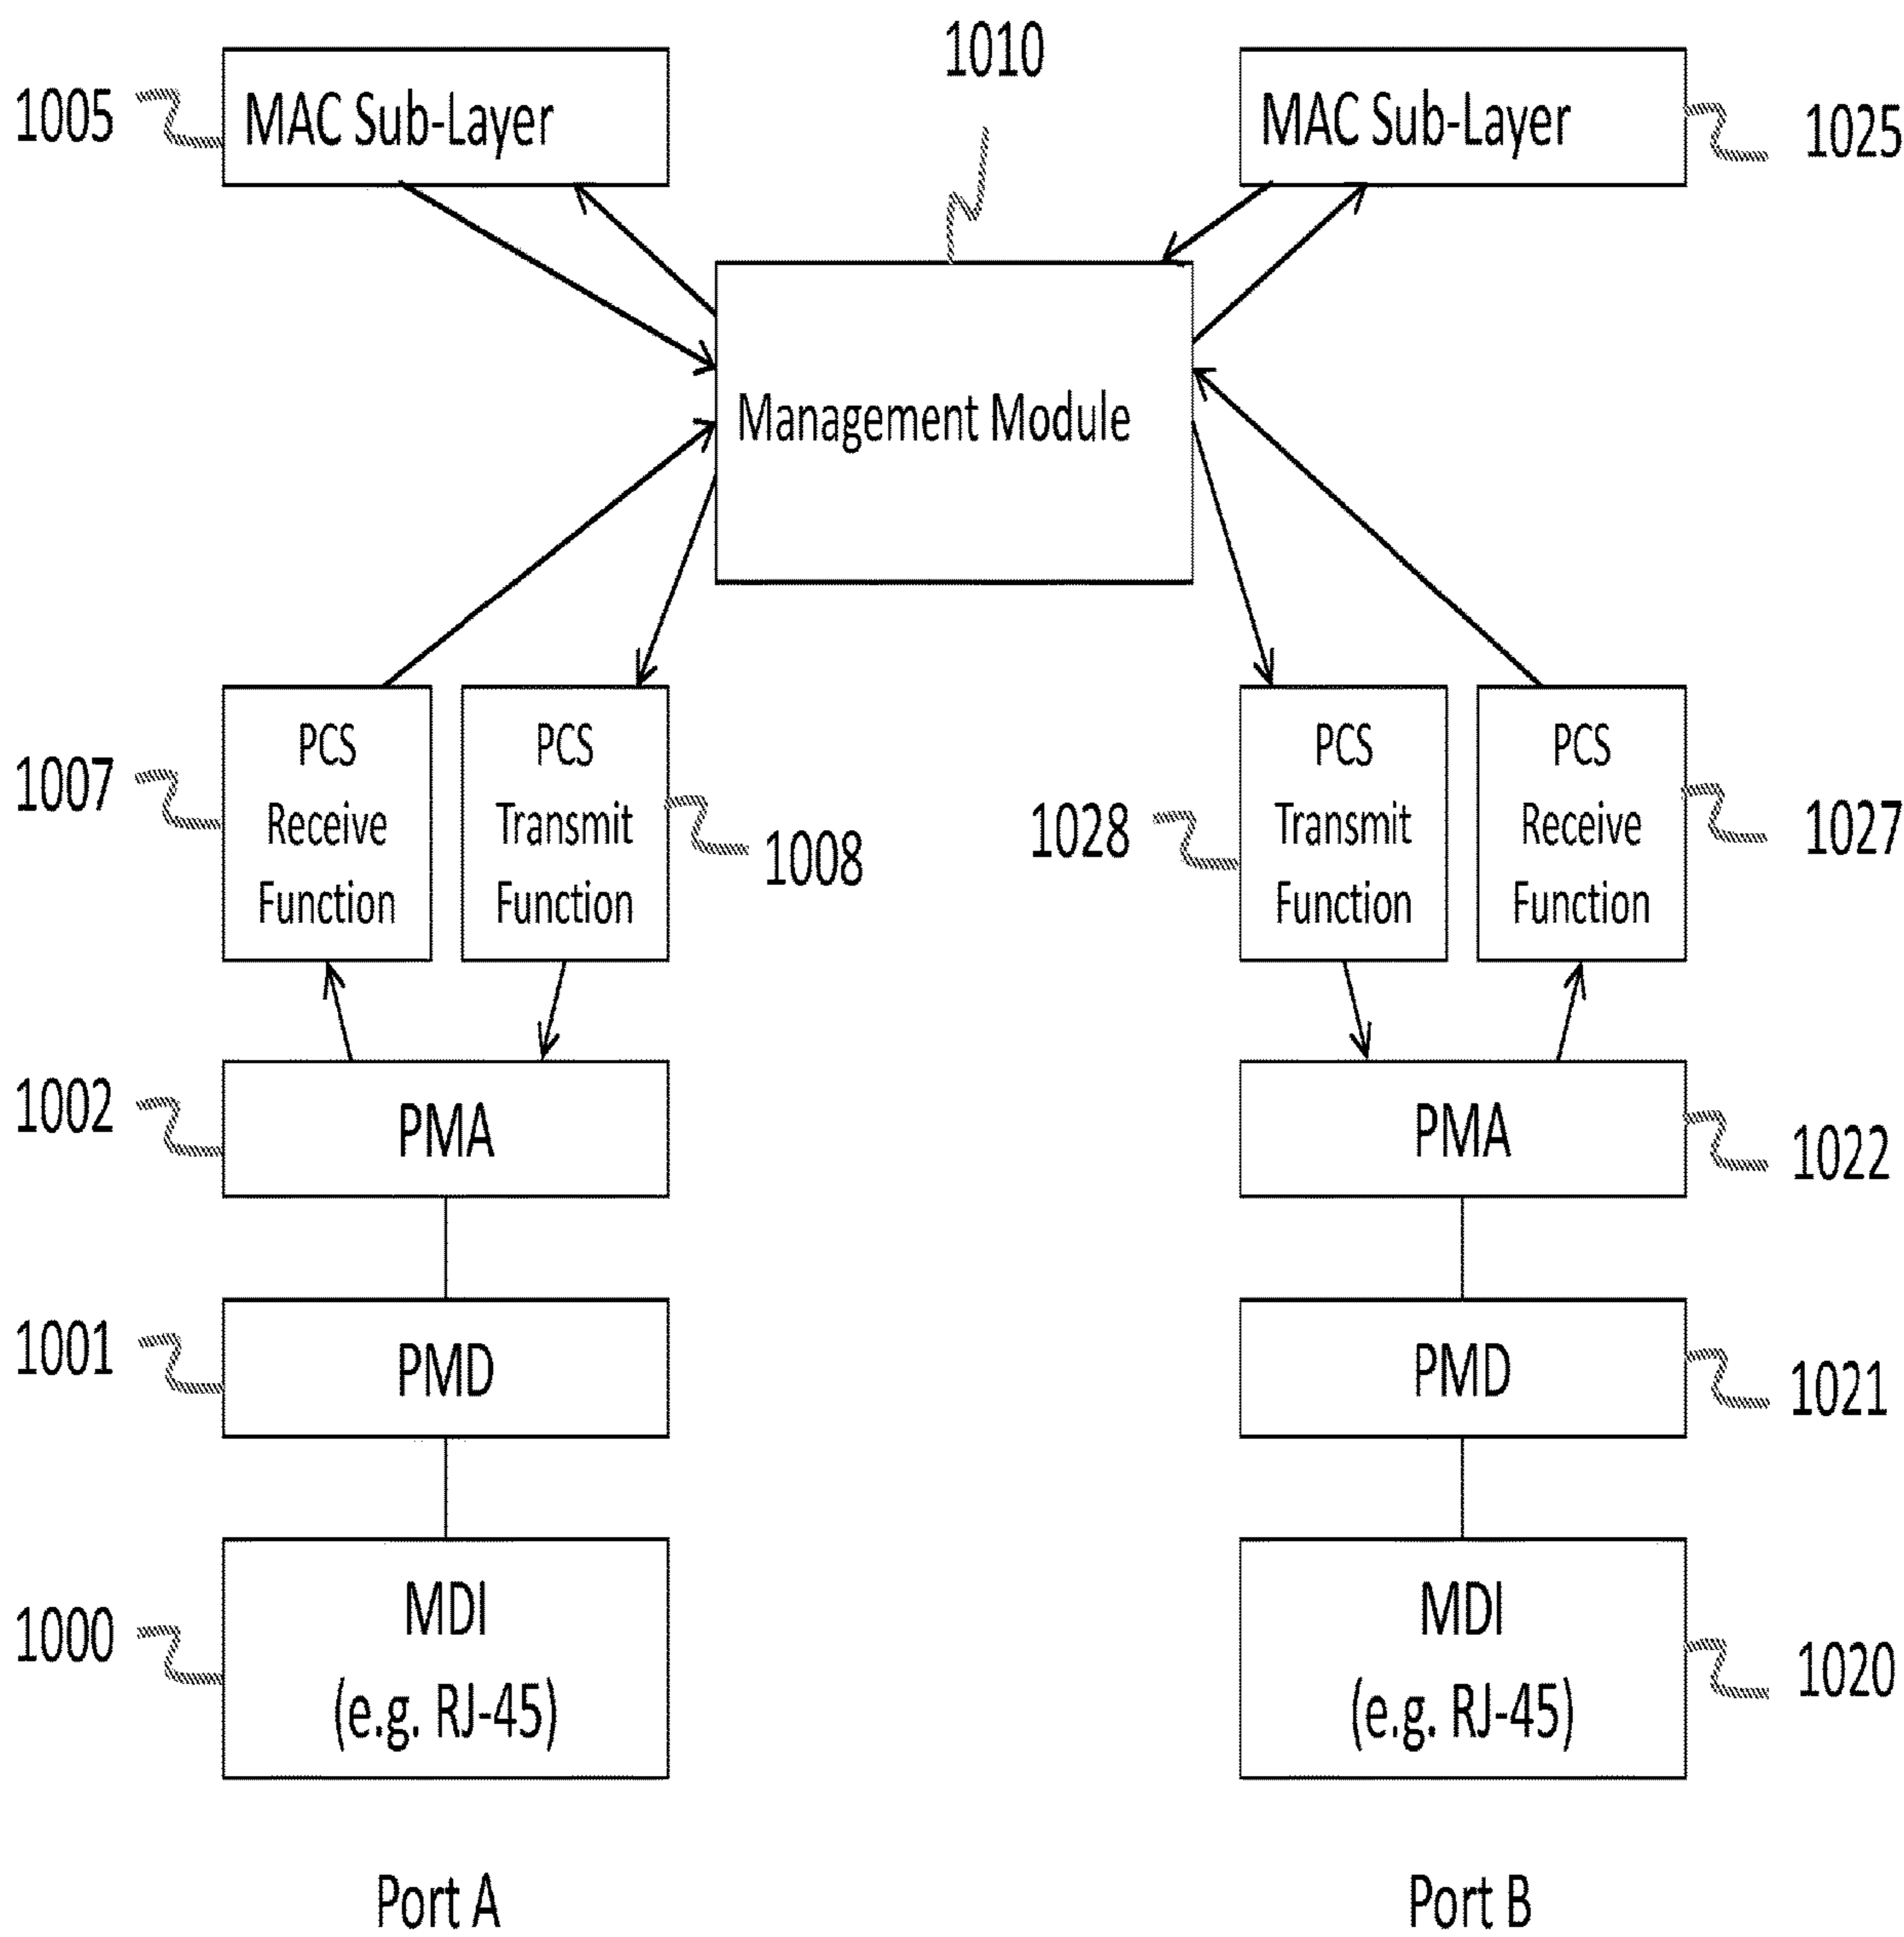 1010
1005
MAC Sub-Layer
MAC Sub-Layer
1025
Management Module
1007
PCS
Receive
Function
PCS
Transmit
Function
1008
1028
PCS
Transmit
Function
PCS
Receive
Function
1027
1002
PMA
PMA
1022
1001
PMD
PMD
1021
1000
MDI
(e.g. RJ-45)
MDI
(e.g. RJ-45)
1020
Port A
Port B